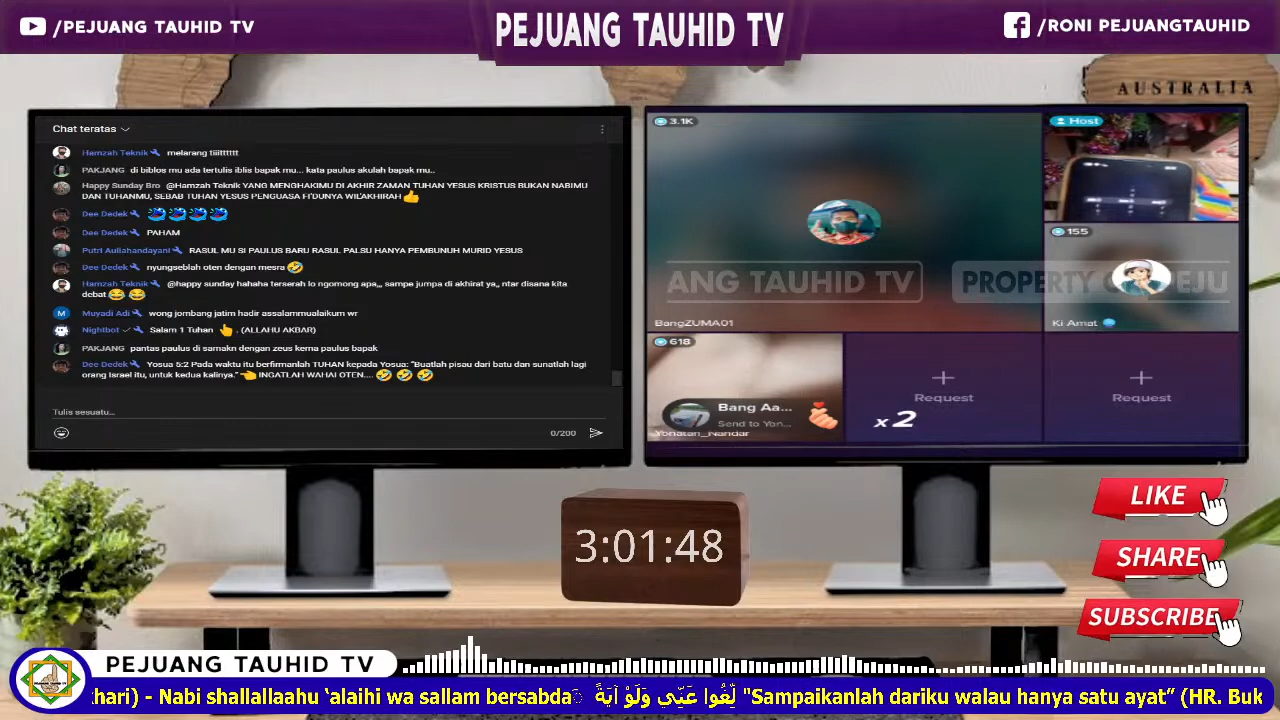 /PEJUANG TAUHID TV
PEJUANG TAUHID TV
/RONI PEJUANGTAUHID
AUSTRALIA
Chat teratas
Hamzah Teknik melarang tiiitttttt
PAKJANG di biblos mu ada tertulis iblis bapak mu... kata paulus akulah bapak mu..
Happy Sunday Bro @Hamzah Teknik YANG MENGHAKIMU DI AKHIR ZAMAN TUHAN YESUS KRISTUS BUKAN NABIMU
DAN TUHANMU, SEBAB TUHAN YESUS PENGUASA FI'DUNYA WIL'AKHIRAH 👍
Dee Dedek
Dee Dedek PAHAM
Putri Auliahandayani RASUL MU SI PAULUS BARU RASUL PALSU HANYA PEMBUNUH MURID YESUS
Dee Dedek nyungseblah oten dengan mesra 🤣
Hamzah Teknik @happy sunday hahaha terserah lo ngomong apa,,, sampe jumpa di akhirat ya,, ntar disana kita
debat 😂 😂
Muyadi Adi wong jombang jatim hadir assalammualaikum wr
Nightbot Salam 1 Tuhan 👆 . (ALLAHU AKBAR)
PAKJANG pantas paulus di samakn dengan zeus kema paulus bapak
Dee Dedek Yosua 5:2 Pada waktu itu berfirmanlah TUHAN kepada Yosua: "Buatlah pisau dari batu dan sunatlah lagi
orang Israel itu, untuk kedua kalinya." 👈 INGATLAH WAHAI OTEN.... 🤣 🤣 🤣
Tulis sesuatu...
0/200
3.1K
Host
155
ANG TAUHID TV
PROPERTY OF PEJU
BangZUMA01
Ki Amat
618
Bang Aa...
Send to Yon...
Yonatan_Nandar
Request
x2
Request
3:01:48
LIKE
SHARE
SUBSCRIBE
PEJUANG TAUHID TV
khari) - Nabi shallallaahu 'alaihi wa sallam bersabda لِّغُوا عَنِّي وَلَوْ آيَةً "Sampaikanlah dariku walau hanya satu ayat" (HR. Buk